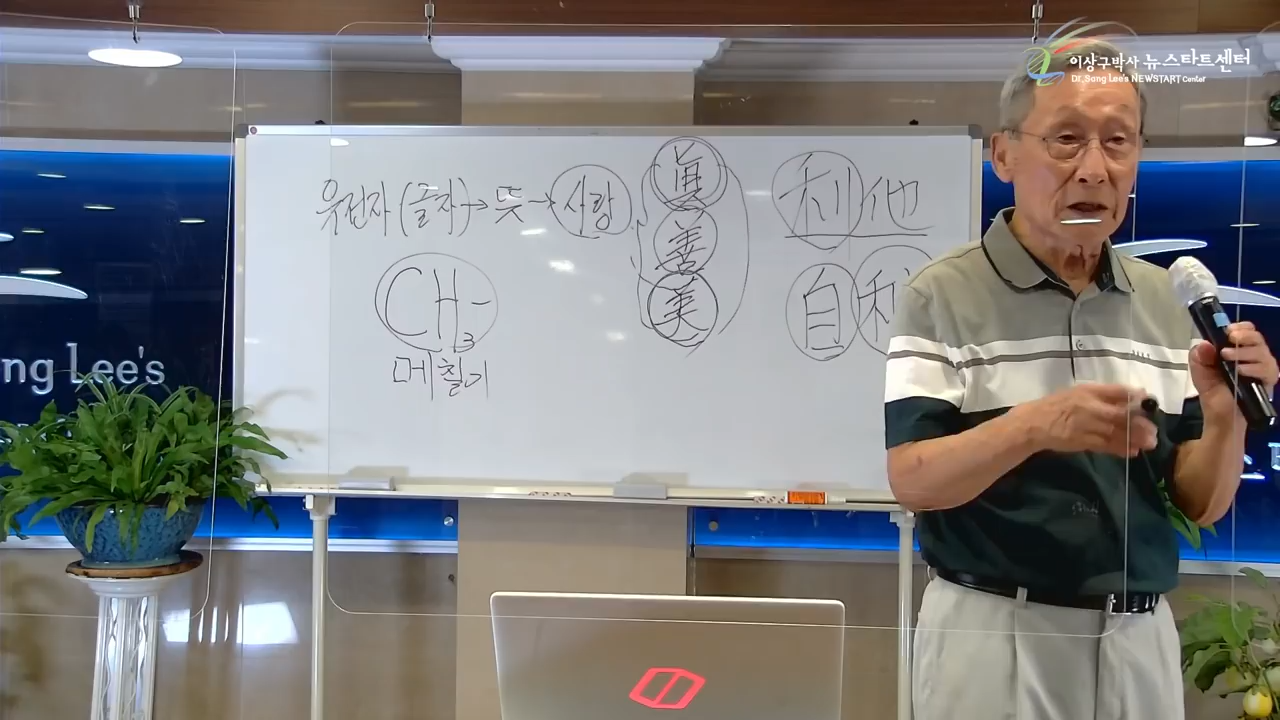 이상구박사 뉴스타트센터
Dr. Sang Lee's NEWSTART Center
유전자 (글자) → 뜻 → 사랑
眞
善
美
利他
自利
CH3-
메칠기
ng Lee's